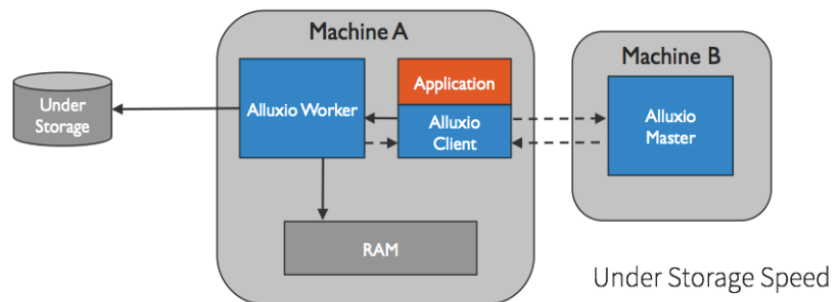 Machine A
Machine B
Under
Storage
Alluxio Worker
Application
Alluxio
Client
Alluxio
Master
RAM
Under Storage Speed